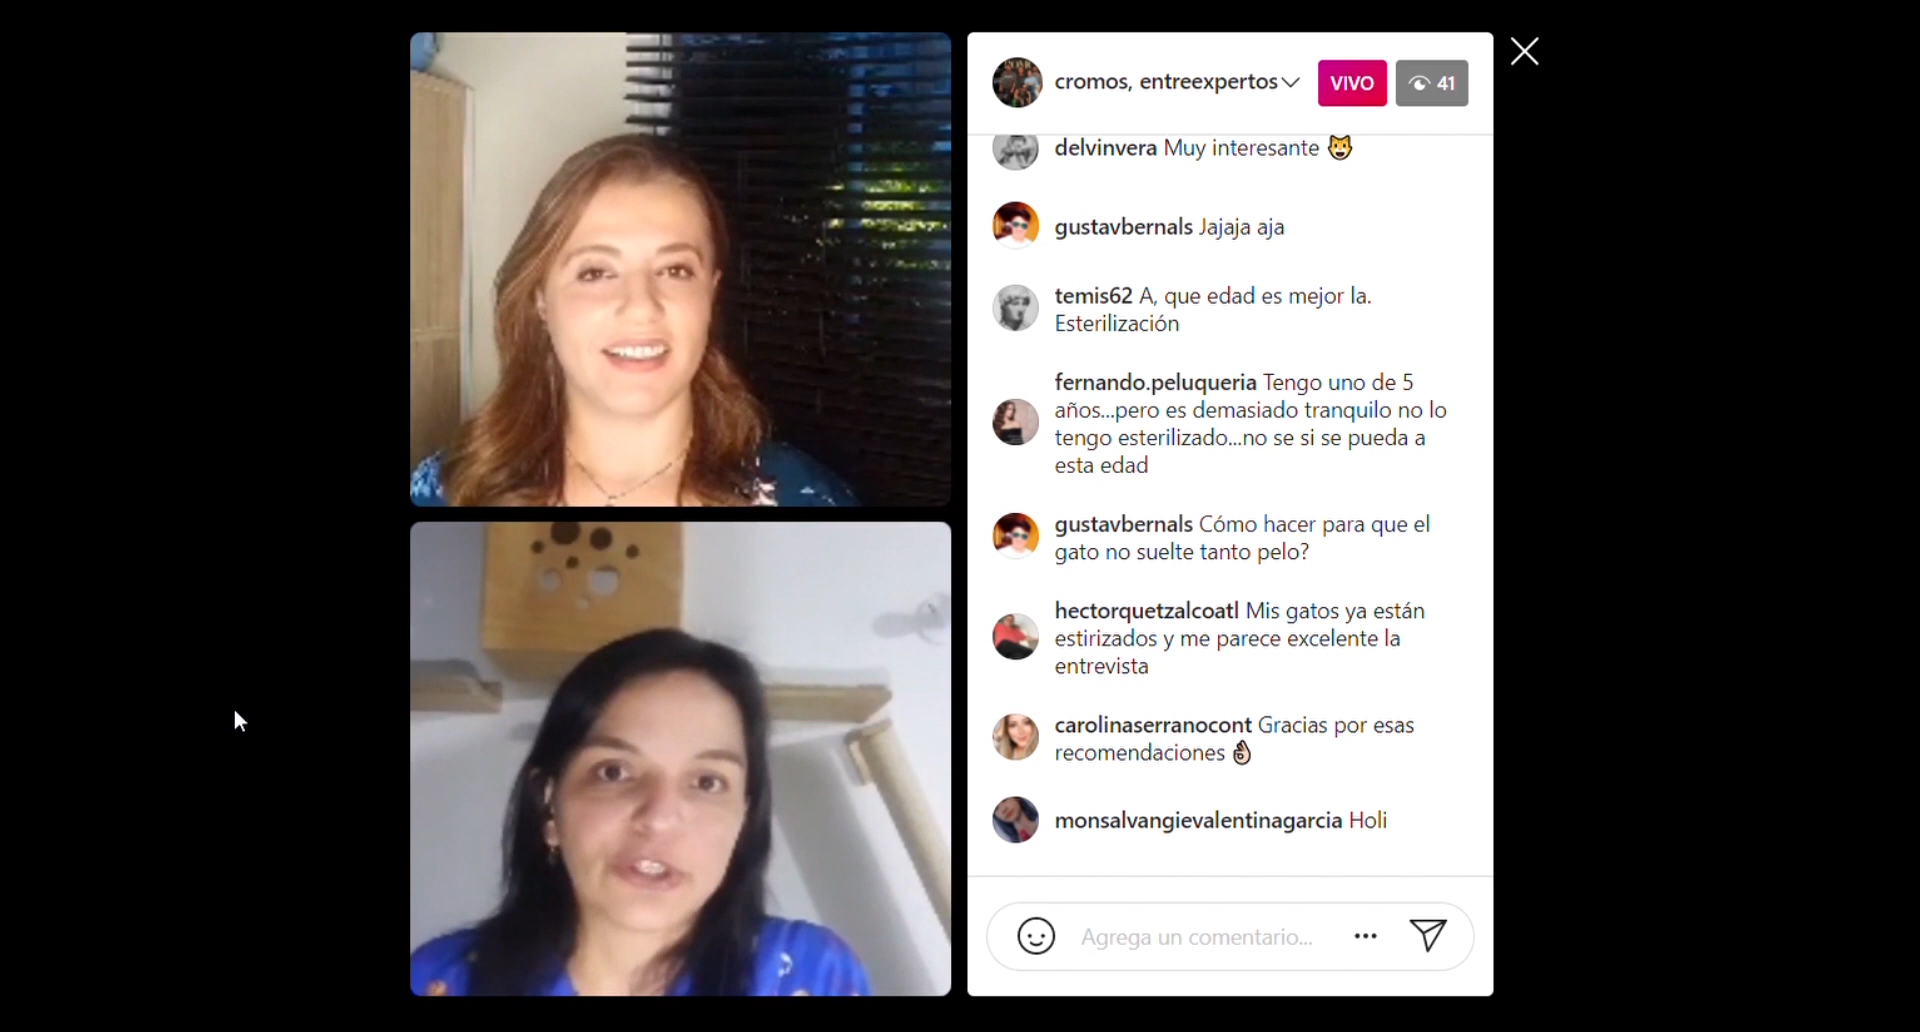 cromos, entreexpertos
VIVO
41
delvinvera Muy interesante 😺
gustavbernals Jajaja aja
temis62 A, que edad es mejor la.
Esterilización
fernando.peluqueria Tengo uno de 5
años...pero es demasiado tranquilo no lo
tengo esterilizado...no se si se pueda a
esta edad
gustavbernals Cómo hacer para que el
gato no suelte tanto pelo?
hectorquetzalcoatl Mis gatos ya están
estirizados y me parece excelente la
entrevista
carolinaserranocont Gracias por esas
recomendaciones 👌🏻
monsalvangievalentinagarcia Holi
Agrega un comentario...